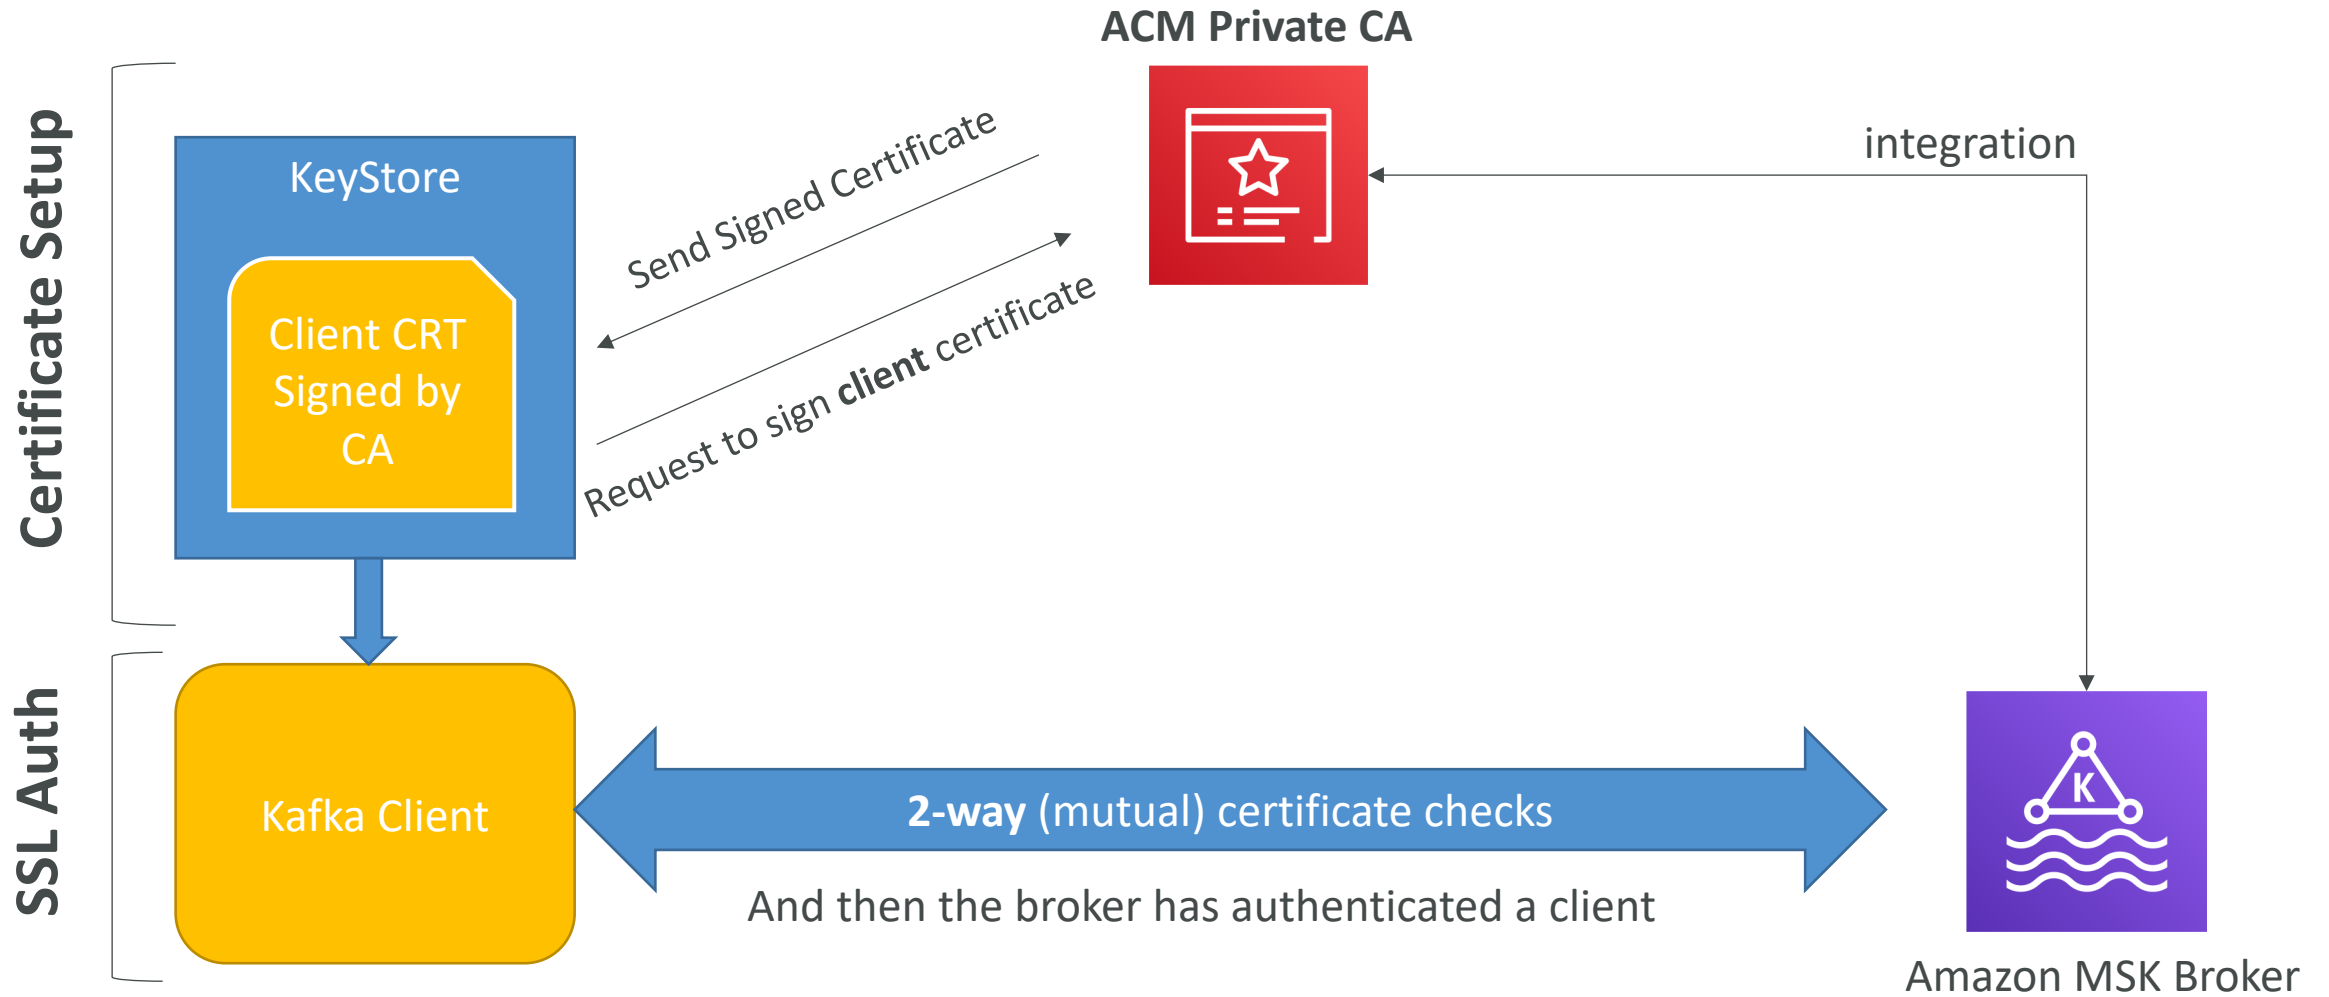 ACM Private CA
Certificate Setup
KeyStore
Client CRT
Signed by
CA
Send Signed Certificate
Request to sign client certificate
integration
SSL Auth
Kafka Client
2-way (mutual) certificate checks
And then the broker has authenticated a client
K
Amazon MSK Broker